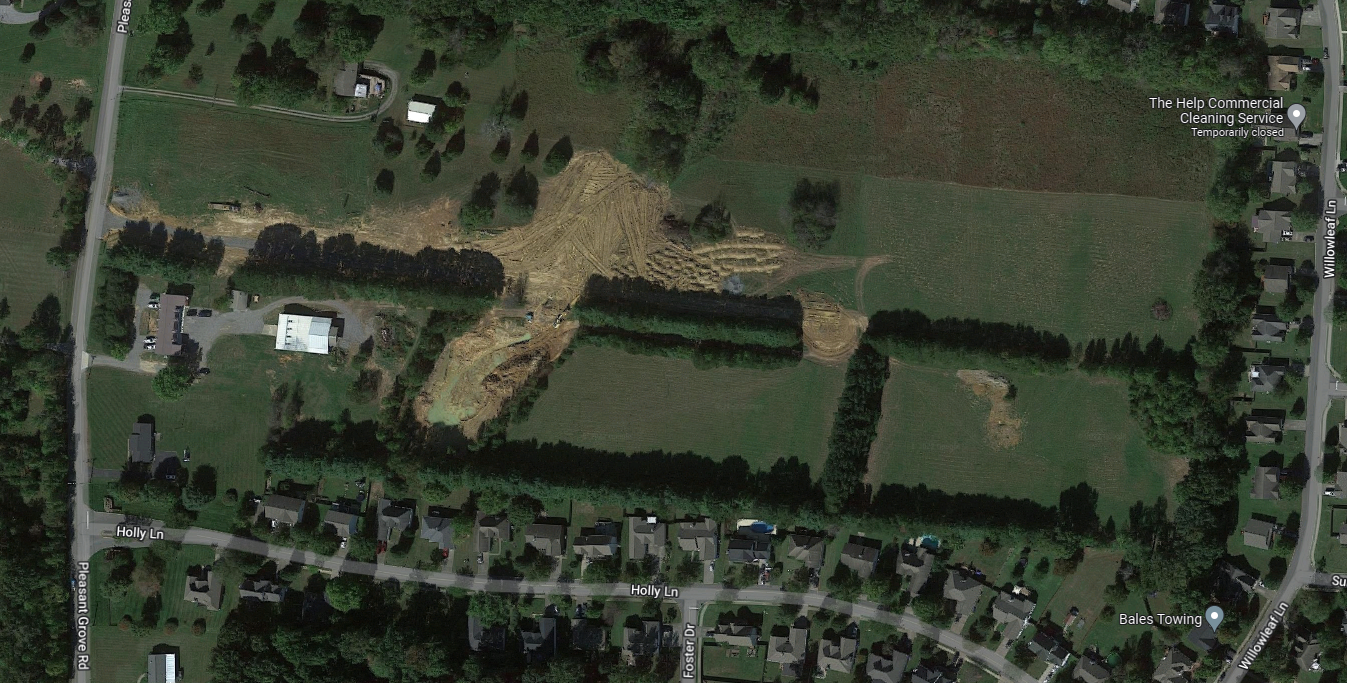 Pleas
The Help Commercial
Cleaning Service
Temporarily closed
Willowleaf Ln
Holly Ln
Holly Ln
Pleasant Grove Rd
Foster Dr
Bales Towing
Willowleaf Ln
Su